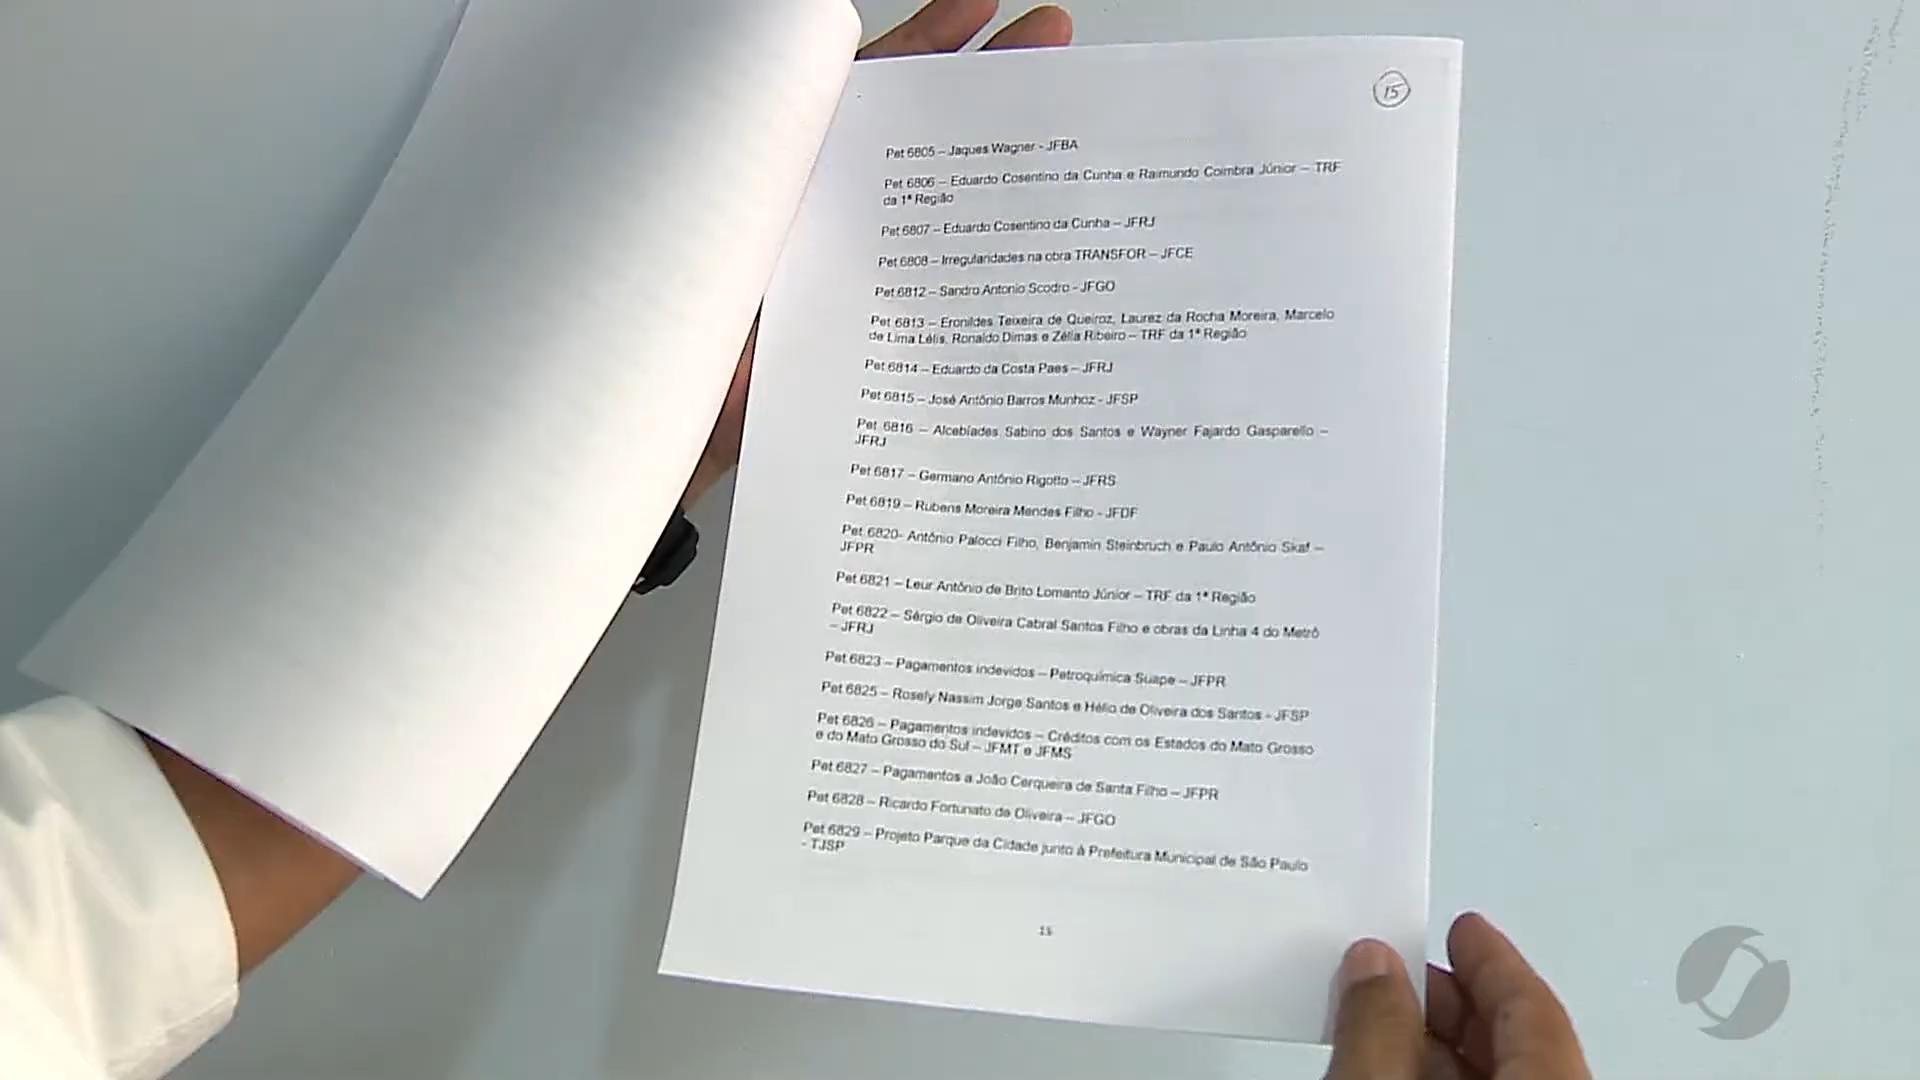 15
Pet 6805 – Jaques Wagner - JFBA
Pet 6806 – Eduardo Cosentino da Cunha e Raimundo Coimbra Júnior – TRF
da 1ª Região
Pet 6807 – Eduardo Cosentino da Cunha – JFRJ
Pet 6808 – Irregularidades na obra TRANSFOR – JFCE
Pet 6812 – Sandro Antonio Scodro - JFGO
Pet 6813 – Eronildes Teixeira de Queiroz, Laurez da Rocha Moreira, Marcelo
de Lima Lélis, Ronaldo Dimas e Zélia Ribeiro – TRF da 1ª Região
Pet 6814 – Eduardo da Costa Paes – JFRJ
Pet 6815 – José Antônio Barros Munhoz - JFSP
Pet 6816 – Alcebíades Sabino dos Santos e Wayner Fajardo Gasparello –
JFRJ
Pet 6817 – Germano Antônio Rigotto – JFRS
Pet 6819 – Rubens Moreira Mendes Filho - JFDF
Pet 6820- Antônio Palocci Filho, Benjamin Steinbruch e Paulo Antônio Skaf –
JFPR
Pet 6821 – Leur Antônio de Brito Lomanto Júnior – TRF da 1ª Região
Pet 6822 – Sérgio de Oliveira Cabral Santos Filho e obras da Linha 4 do Metrô
– JFRJ
Pet 6823 – Pagamentos indevidos – Petroquímica Suape – JFPR
Pet 6825 – Rosely Nassim Jorge Santos e Hélio de Oliveira dos Santos - JFSP
Pet 6826 – Pagamentos indevidos – Créditos com os Estados do Mato Grosso
e do Mato Grosso do Sul – JFMT e JFMS
Pet 6827 – Pagamentos a João Cerqueira de Santa Filho – JFPR
Pet 6828 – Ricardo Fortunato de Oliveira – JFGO
Pet 6829 – Projeto Parque da Cidade junto à Prefeitura Municipal de São Paulo
- TJSP
15